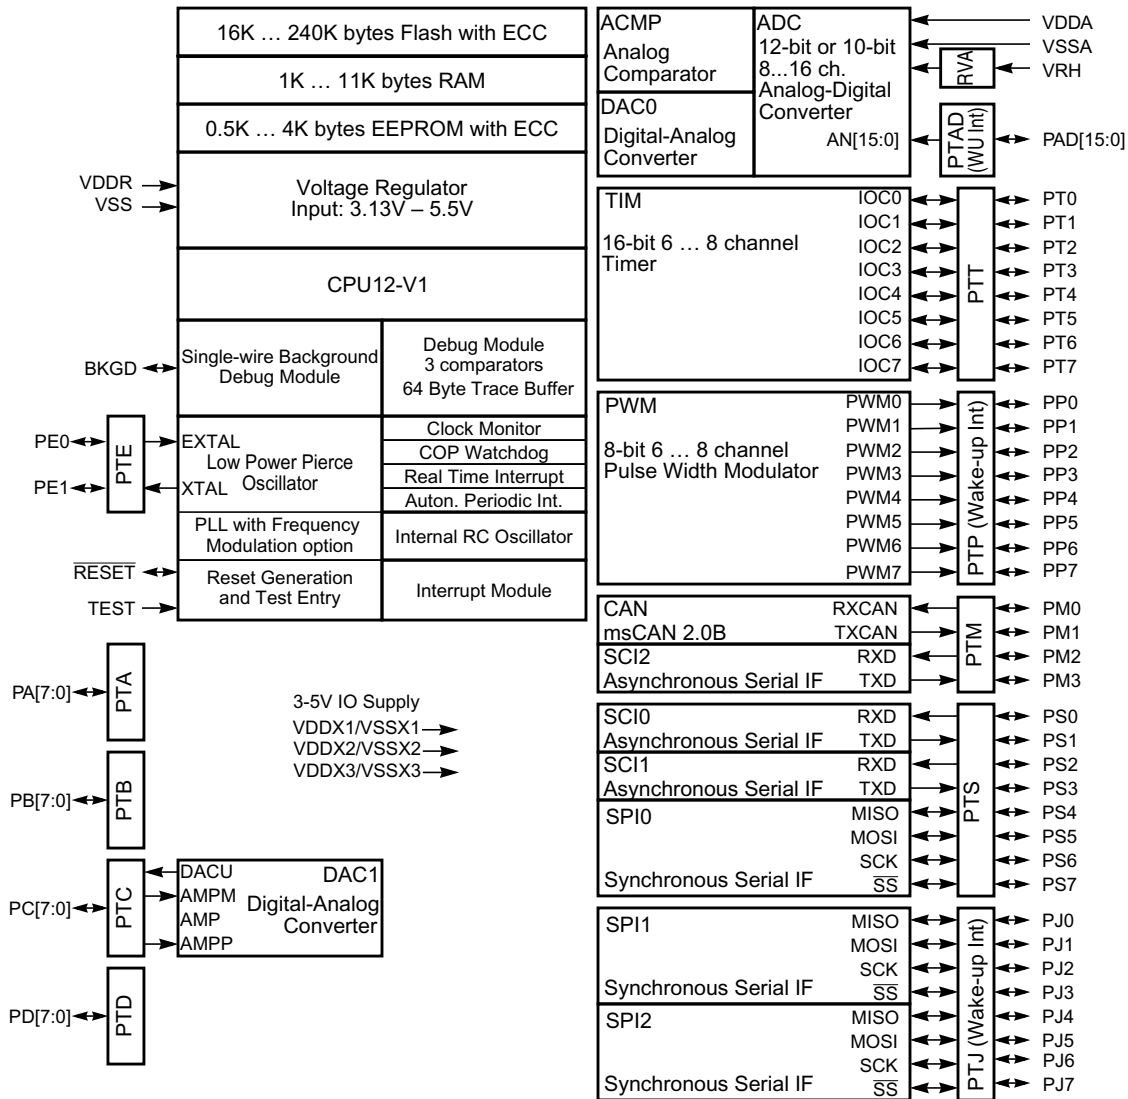 16K … 240K bytes Flash with ECC
1K … 11K bytes RAM
0.5K … 4K bytes EEPROM with ECC
VDDR
VSS
Voltage Regulator
Input: 3.13V – 5.5V
CPU12-V1
BKGD
Single-wire Background
Debug Module
Debug Module
3 comparators
64 Byte Trace Buffer
PE0
PE1
PTE
EXTAL
Low Power Pierce
Oscillator
XTAL
Clock Monitor
COP Watchdog
Real Time Interrupt
Auton. Periodic Int.
PLL with Frequency
Modulation option
Internal RC Oscillator
RESET
TEST
Reset Generation
and Test Entry
Interrupt Module
PA[7:0]
PTA
PB[7:0]
PTB
3-5V IO Supply
VDDX1/VSSX1
VDDX2/VSSX2
VDDX3/VSSX3
PC[7:0]
PTC
DACU
AMPM
AMP
AMPP
DAC1
Digital-Analog
Converter
PD[7:0]
PTD
ACMP
Analog
Comparator
DAC0
Digital-Analog
Converter
ADC
12-bit or 10-bit
8...16 ch.
Analog-Digital
Converter
AN[15:0]
RVA
PTAD
(WU Int)
VDDA
VSSA
VRH
PAD[15:0]
TIM
16-bit 6 … 8 channel
Timer
IOC0
IOC1
IOC2
IOC3
IOC4
IOC5
IOC6
IOC7
PTT
PT0
PT1
PT2
PT3
PT4
PT5
PT6
PT7
PWM
8-bit 6 … 8 channel
Pulse Width Modulator
PWM0
PWM1
PWM2
PWM3
PWM4
PWM5
PWM6
PWM7
PTP (Wake-up Int)
PP0
PP1
PP2
PP3
PP4
PP5
PP6
PP7
CAN
msCAN 2.0B
RXCAN
TXCAN
SCI2
Asynchronous Serial IF
RXD
TXD
PTM
PM0
PM1
PM2
PM3
SCI0
Asynchronous Serial IF
RXD
TXD
SCI1
Asynchronous Serial IF
RXD
TXD
SPI0
Synchronous Serial IF
MISO
MOSI
SCK
SS
PTS
PS0
PS1
PS2
PS3
PS4
PS5
PS6
PS7
SPI1
Synchronous Serial IF
MISO
MOSI
SCK
SS
SPI2
Synchronous Serial IF
MISO
MOSI
SCK
SS
PTJ (Wake-up Int)
PJ0
PJ1
PJ2
PJ3
PJ4
PJ5
PJ6
PJ7